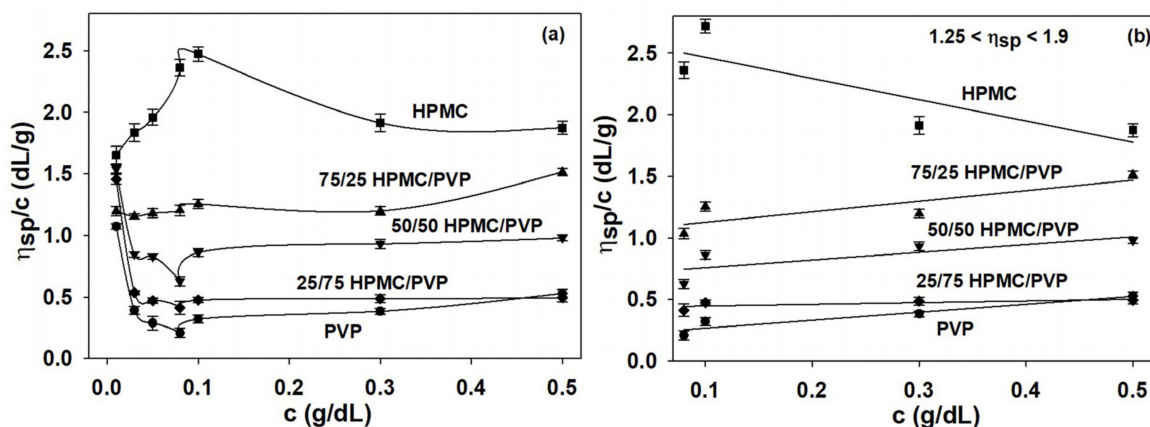 (a)
HPMC
75/25 HPMC/PVP
50/50 HPMC/PVP
25/75 HPMC/PVP
PVP
ηsp/c (dL/g)
2.5
2.0
1.5
1.0
0.5
0.0
0.0 0.1 0.2 0.3 0.4 0.5
c (g/dL)
1.25 < ηsp < 1.9 (b)
HPMC
75/25 HPMC/PVP
50/50 HPMC/PVP
25/75 HPMC/PVP
PVP
ηsp/c (dL/g)
2.5
2.0
1.5
1.0
0.5
0.0
0.1 0.2 0.3 0.4 0.5
c (g/dL)